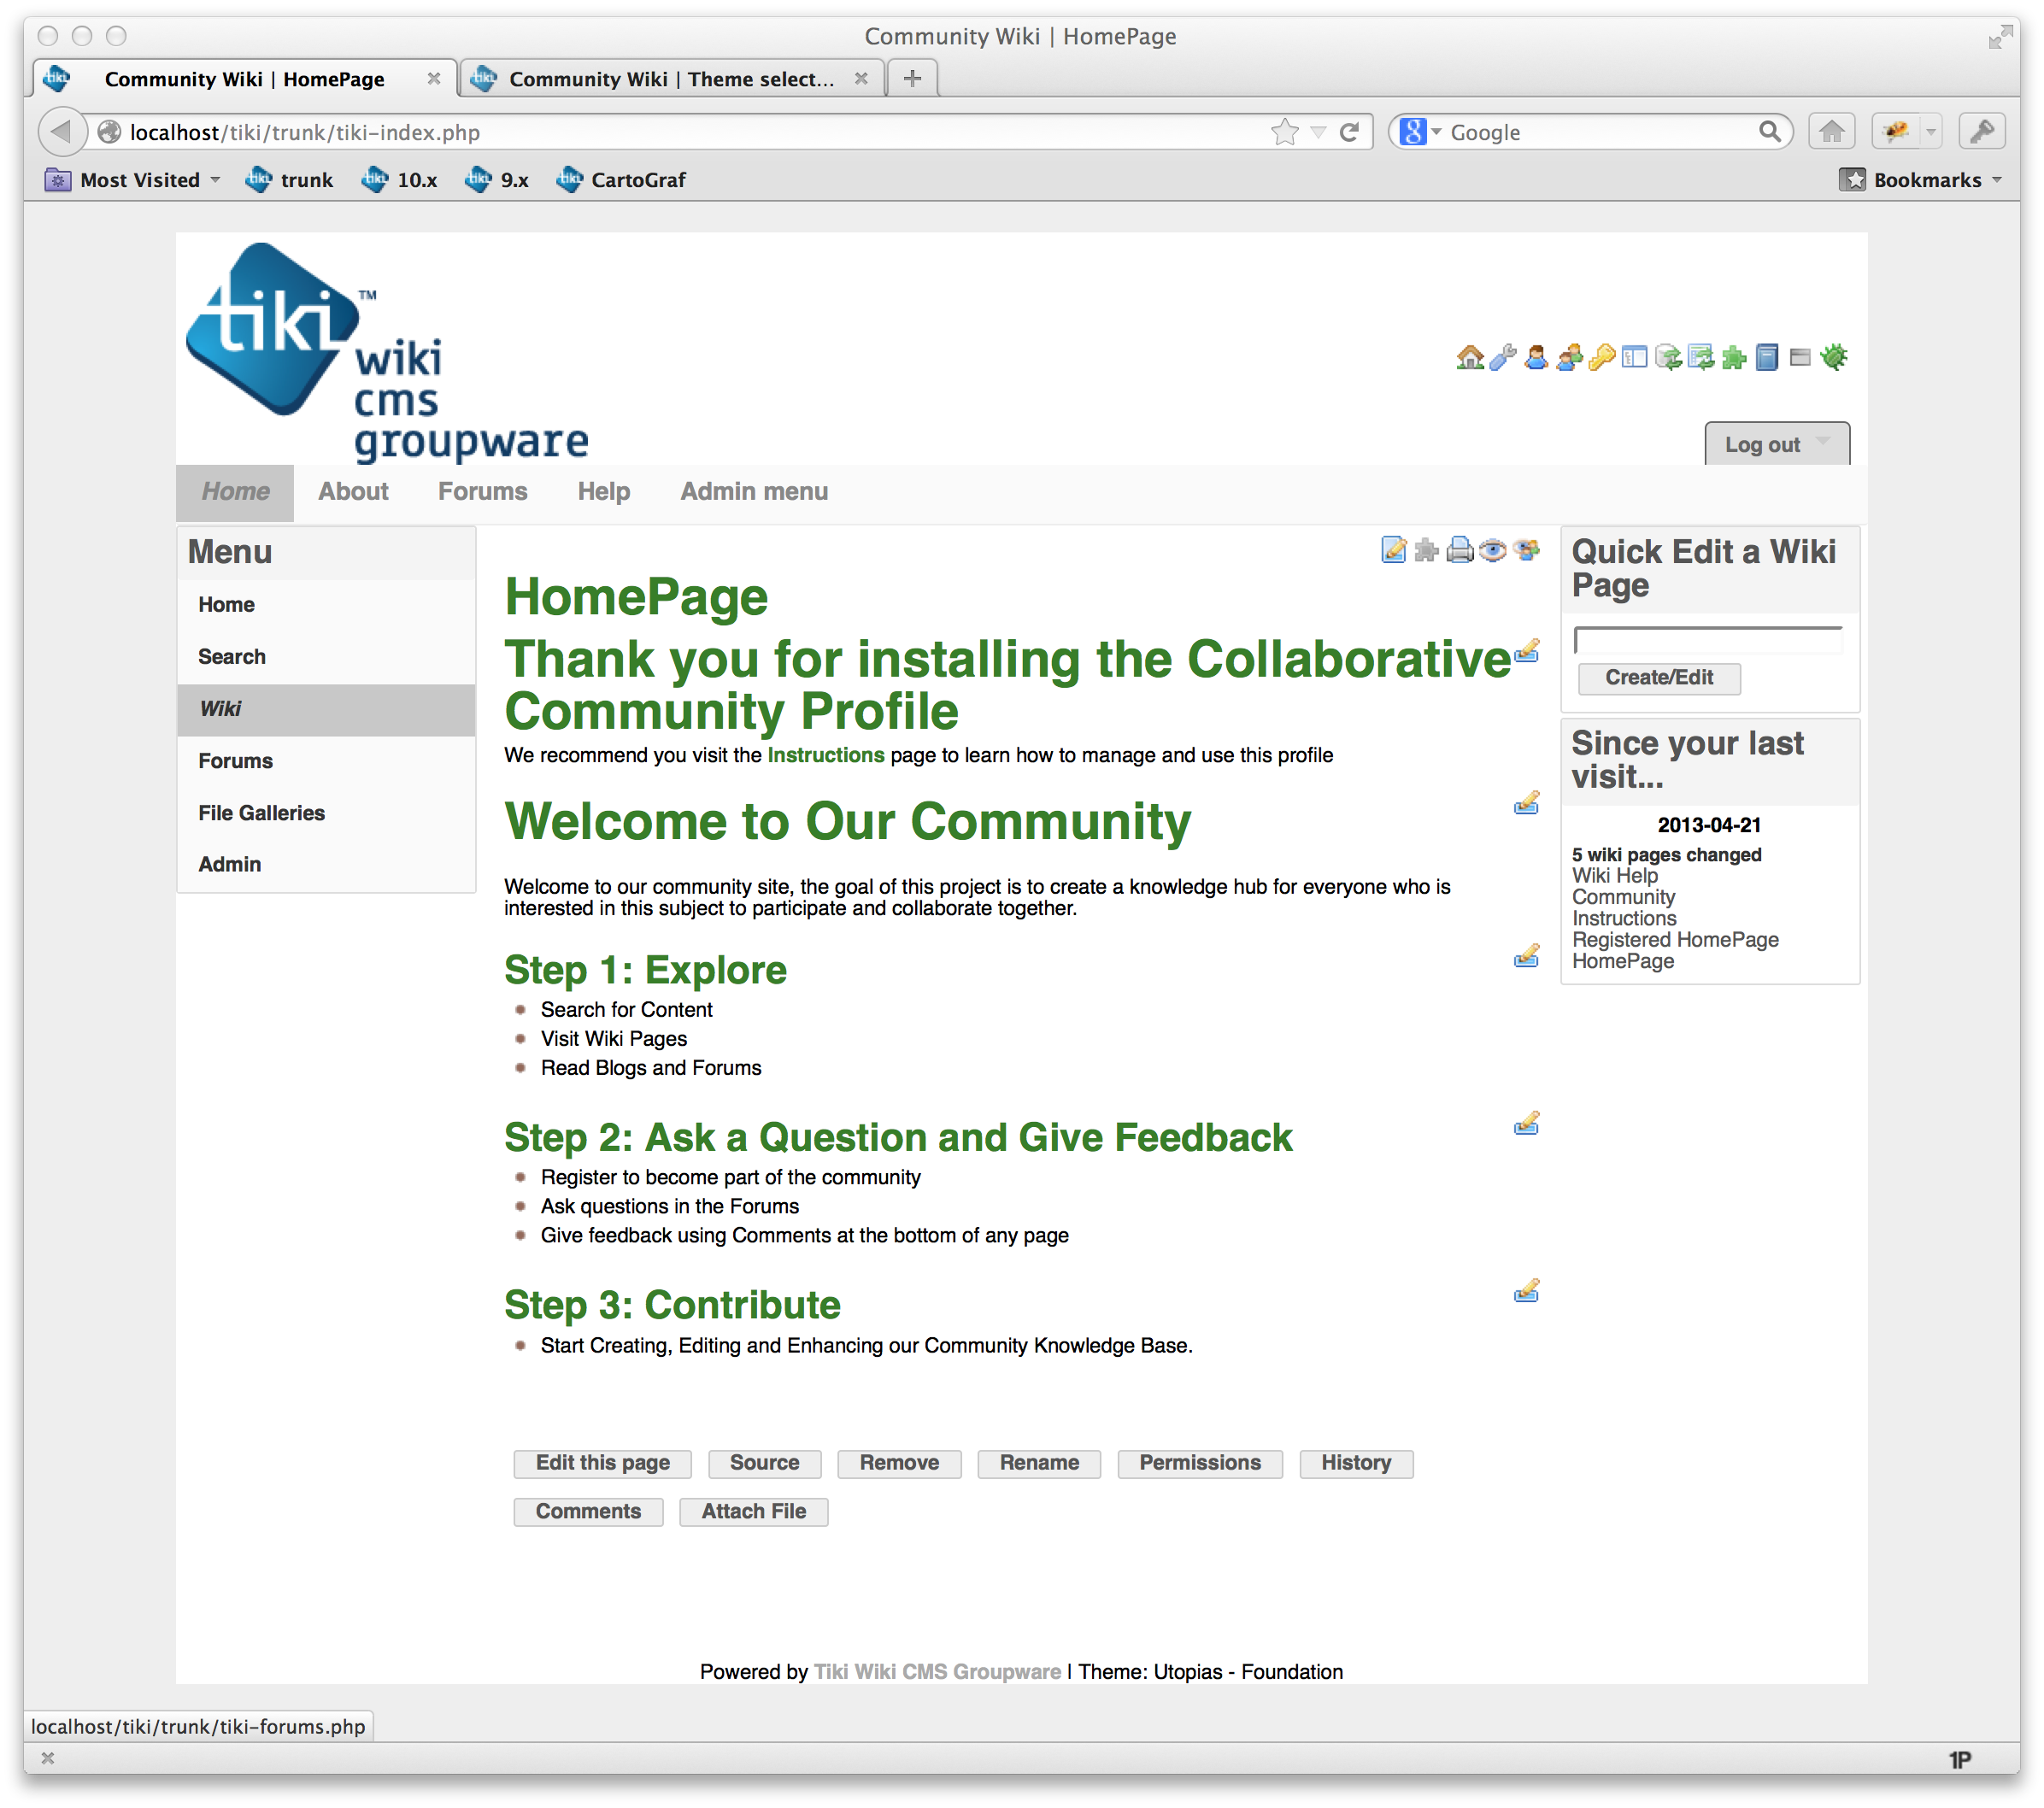 Community Wiki | HomePage
Community Wiki | HomePage
Community Wiki | Theme select...
localhost/tiki/trunk/tiki-index.php
Google
Most Visited
trunk
10.x
9.x
CartoGraf
Bookmarks
tiki™
wiki
cms
groupware
Log out
Home
About
Forums
Help
Admin menu
Menu
Home
Search
Wiki
Forums
File Galleries
Admin
HomePage
Thank you for installing the Collaborative
Community Profile
We recommend you visit the Instructions page to learn how to manage and use this profile
Welcome to Our Community
Welcome to our community site, the goal of this project is to create a knowledge hub for everyone who is
interested in this subject to participate and collaborate together.
Step 1: Explore
Search for Content
Visit Wiki Pages
Read Blogs and Forums
Step 2: Ask a Question and Give Feedback
Register to become part of the community
Ask questions in the Forums
Give feedback using Comments at the bottom of any page
Step 3: Contribute
Start Creating, Editing and Enhancing our Community Knowledge Base.
Edit this page
Source
Remove
Rename
Permissions
History
Comments
Attach File
Quick Edit a Wiki
Page
Create/Edit
Since your last
visit...
2013-04-21
5 wiki pages changed
Wiki Help
Community
Instructions
Registered HomePage
HomePage
Powered by Tiki Wiki CMS Groupware | Theme: Utopias - Foundation
localhost/tiki/trunk/tiki-forums.php
1P